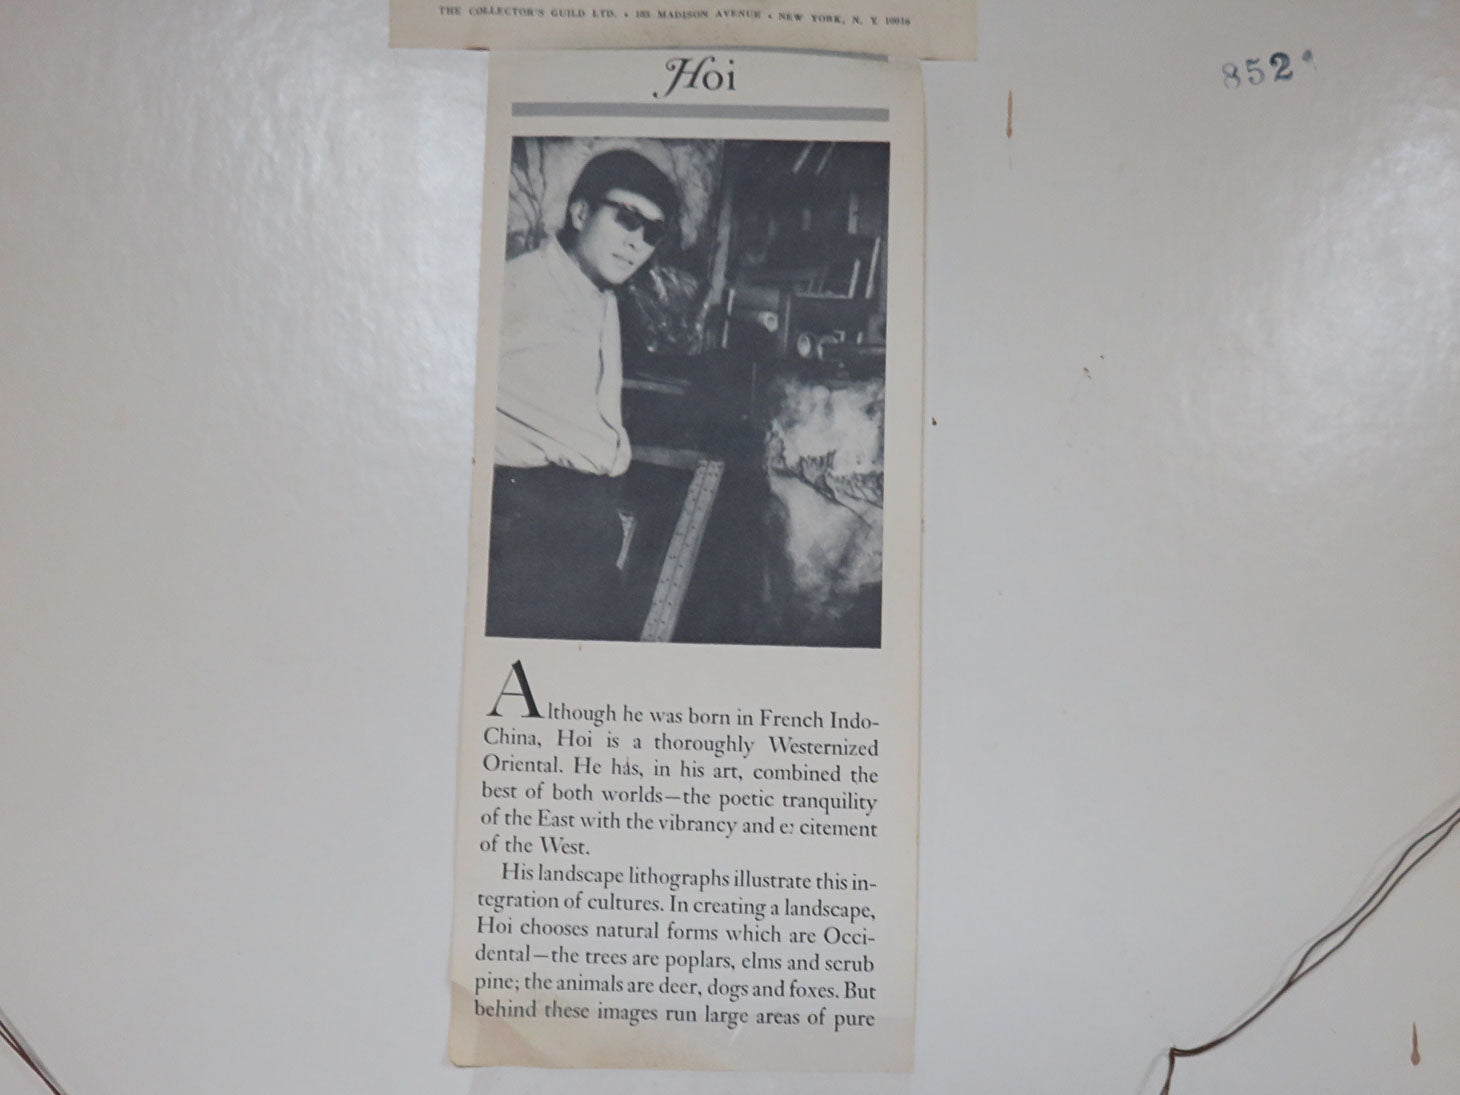 THE COLLECTOR'S GUILD LTD. • 185 MADISON AVENUE • NEW YORK, N. Y. 10016
Hoi
852
Although he was born in French Indo-
China, Hoi is a thoroughly Westernized
Oriental. He has, in his art, combined the
best of both worlds—the poetic tranquility
of the East with the vibrancy and e: citement
of the West.
His landscape lithographs illustrate this in-
tegration of cultures. In creating a landscape,
Hoi chooses natural forms which are Occi-
dental—the trees are poplars, elms and scrub
pine; the animals are deer, dogs and foxes. But
behind these images run large areas of pure